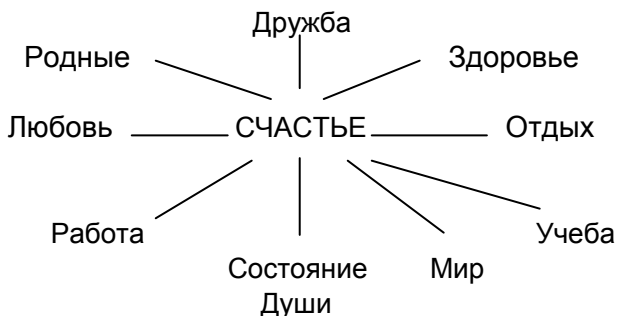 Дружба
Родные
Здоровье
Любовь
СЧАСТЬЕ
Отдых
Работа
Учеба
Состояние
Души
Мир